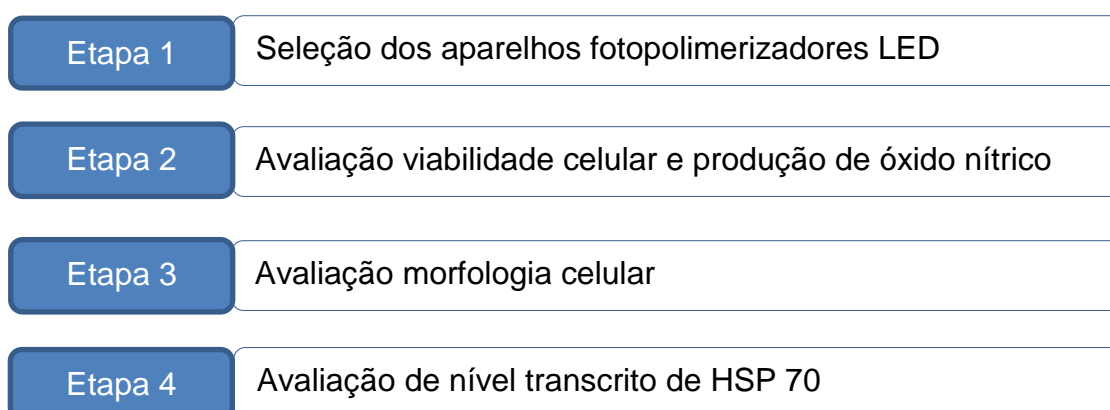 Etapa 1 Seleção dos aparelhos fotopolimerizadores LED
Etapa 2 Avaliação viabilidade celular e produção de óxido nítrico
Etapa 3 Avaliação morfologia celular
Etapa 4 Avaliação de nível transcrito de HSP 70